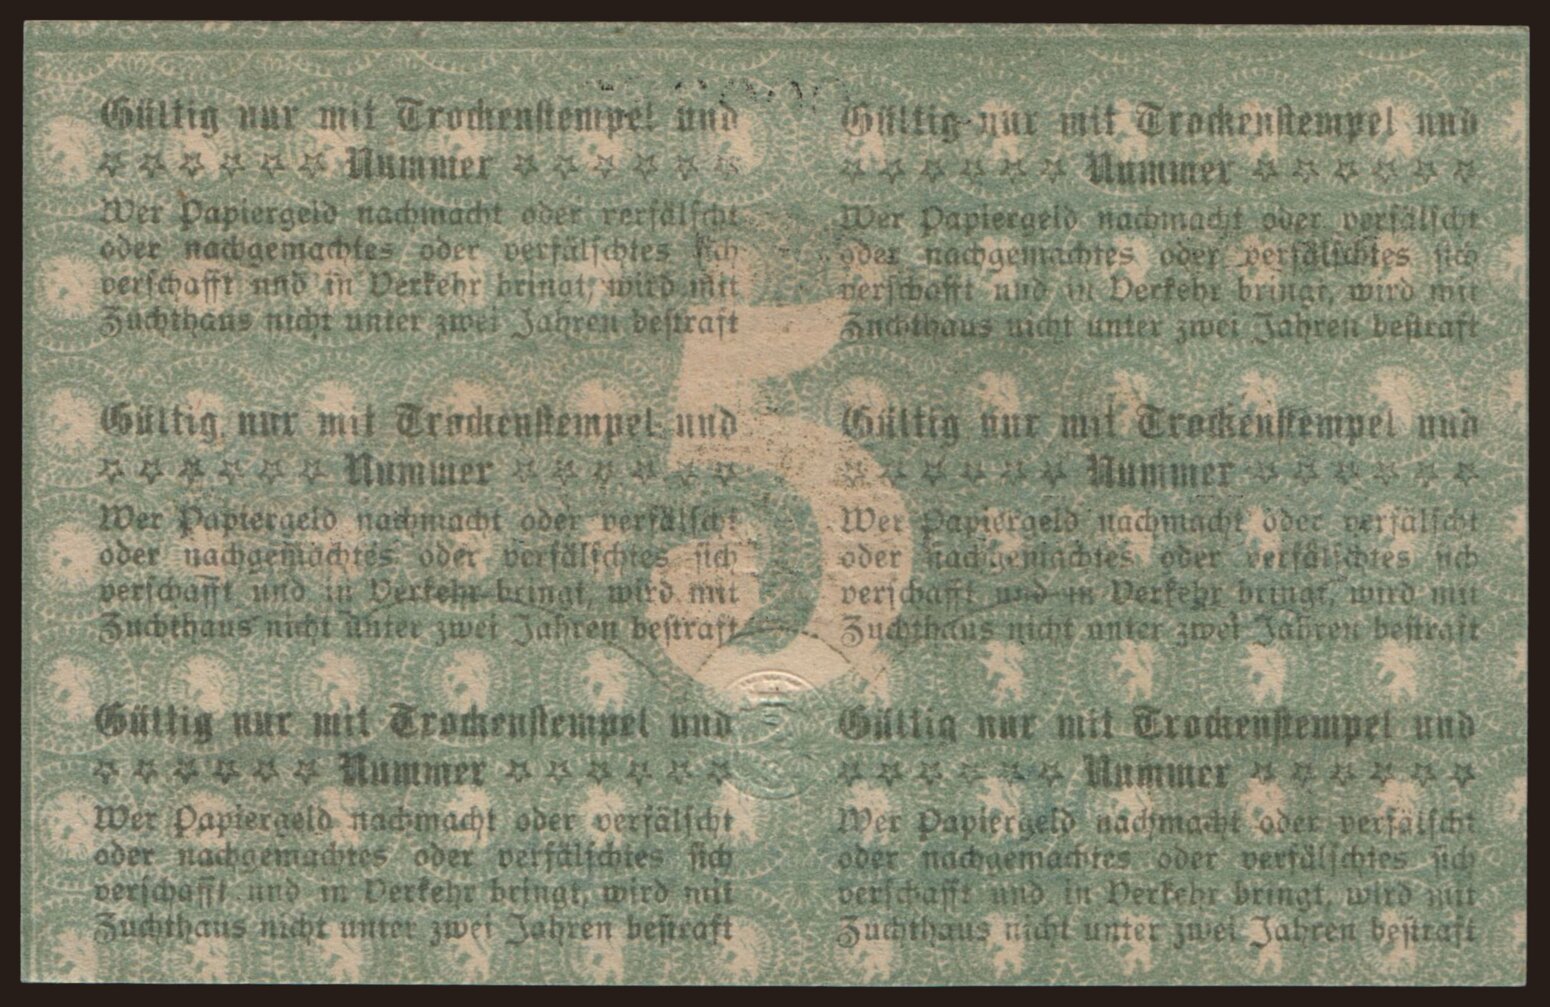 Gültig nur mit Trockenstempel und
☆ ☆ ☆ ☆ ☆ ☆ Nummer ☆ ☆ ☆ ☆ ☆ ☆
Wer Papiergeld nachmacht oder verfälscht
oder nachgemachtes oder verfälschtes sich
verschafft und in Verkehr bringt, wird mit
Zuchthaus nicht unter zwei Jahren bestraft
Gültig nur mit Trockenstempel und
☆ ☆ ☆ ☆ ☆ ☆ Nummer ☆ ☆ ☆ ☆ ☆ ☆
Wer Papiergeld nachmacht oder verfälscht
oder nachgemachtes oder verfälschtes sich
verschafft und in Verkehr bringt, wird mit
Zuchthaus nicht unter zwei Jahren bestraft
5
Gültig nur mit Trockenstempel und
☆ ☆ ☆ ☆ ☆ ☆ Nummer ☆ ☆ ☆ ☆ ☆ ☆
Wer Papiergeld nachmacht oder verfälscht
oder nachgemachtes oder verfälschtes sich
verschafft und in Verkehr bringt, wird mit
Zuchthaus nicht unter zwei Jahren bestraft
Gültig nur mit Trockenstempel und
☆ ☆ ☆ ☆ ☆ ☆ Nummer ☆ ☆ ☆ ☆ ☆ ☆
Wer Papiergeld nachmacht oder verfälscht
oder nachgemachtes oder verfälschtes sich
verschafft und in Verkehr bringt, wird mit
Zuchthaus nicht unter zwei Jahren bestraft
Gültig nur mit Trockenstempel und
☆ ☆ ☆ ☆ ☆ ☆ Nummer ☆ ☆ ☆ ☆ ☆ ☆
Wer Papiergeld nachmacht oder verfälscht
oder nachgemachtes oder verfälschtes sich
verschafft und in Verkehr bringt, wird mit
Zuchthaus nicht unter zwei Jahren bestraft
Gültig nur mit Trockenstempel und
☆ ☆ ☆ ☆ ☆ ☆ Nummer ☆ ☆ ☆ ☆ ☆ ☆
Wer Papiergeld nachmacht oder verfälscht
oder nachgemachtes oder verfälschtes sich
verschafft und in Verkehr bringt, wird mit
Zuchthaus nicht unter zwei Jahren bestraft